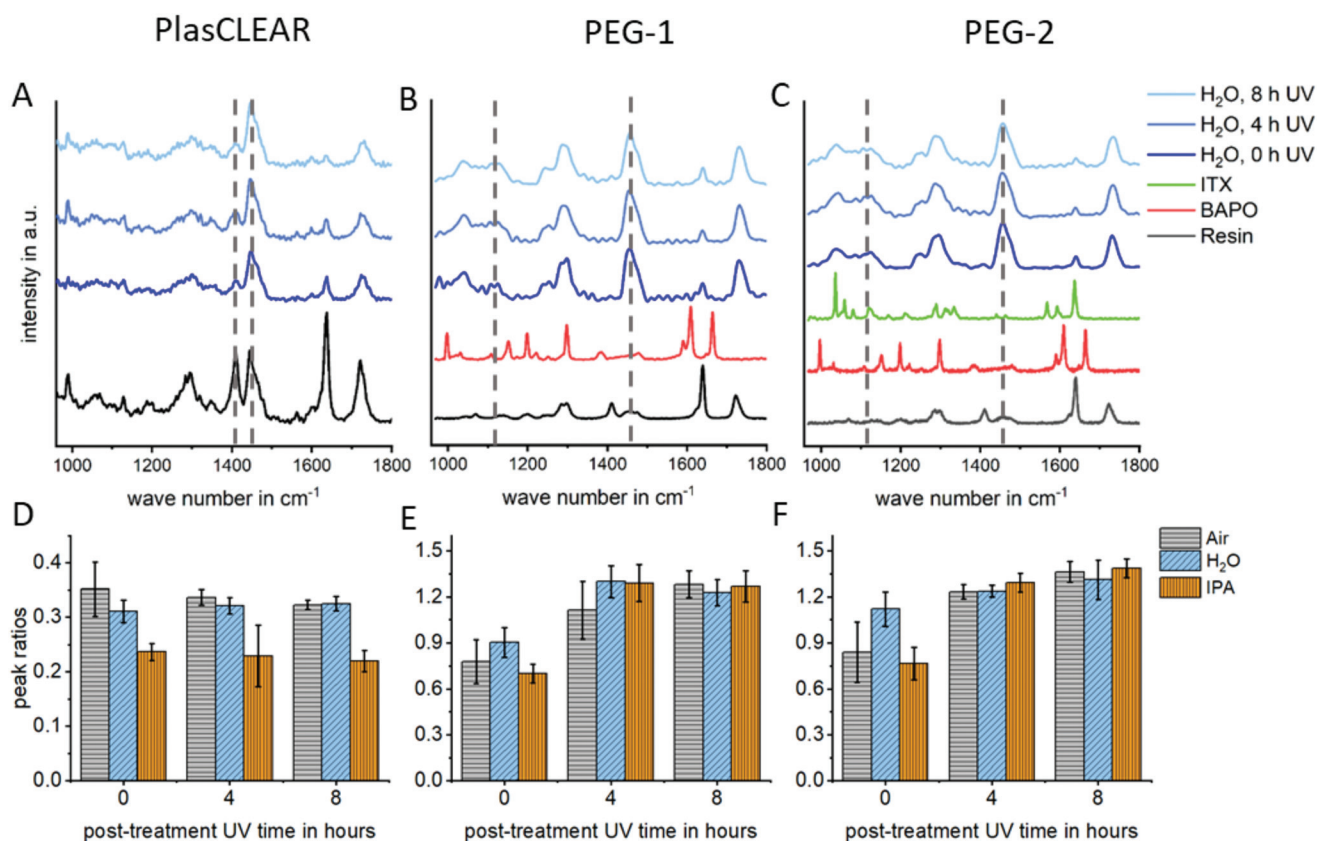 PlasCLEAR PEG-1 PEG-2
A B C
H₂O, 8 h UV
H₂O, 4 h UV
H₂O, 0 h UV
ITX
BAPO
Resin
intensity in a.u.
1000 1200 1400 1600 1800 1000 1200 1400 1600 1800 1000 1200 1400 1600 1800
wave number in cm⁻¹ wave number in cm⁻¹ wave number in cm⁻¹
D E F
Air
H₂O
IPA
peak ratios
0.4
0.3
0.2
0.1
0.0
1.5
1.2
0.9
0.6
0.3
0.0
1.5
1.2
0.9
0.6
0.3
0.0
0 4 8 0 4 8 0 4 8
post-treatment UV time in hours post-treatment UV time in hours post-treatment UV time in hours